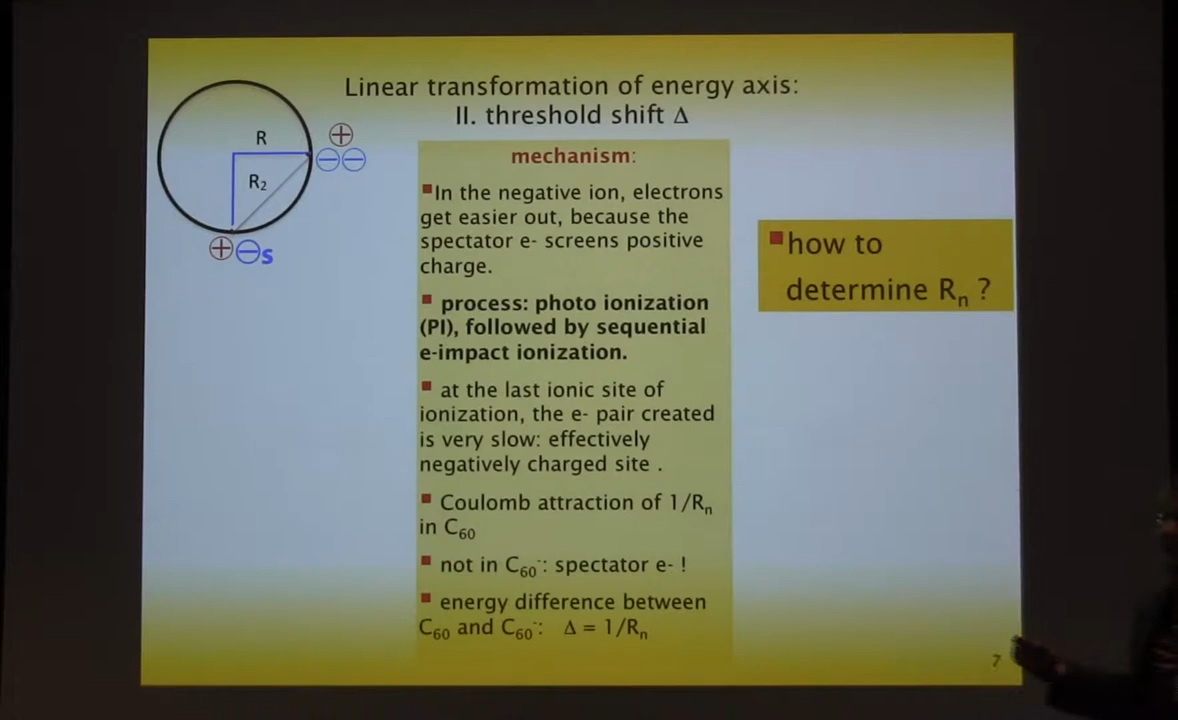 Linear transformation of energy axis:
II. threshold shift Δ
R
R₂
⊕
⊖⊖
⊕⊖s
mechanism:
▪In the negative ion, electrons
get easier out, because the
spectator e- screens positive
charge.
▪ process: photo ionization
(PI), followed by sequential
e-impact ionization.
▪ at the last ionic site of
ionization, the e- pair created
is very slow: effectively
negatively charged site .
▪ Coulomb attraction of 1/Rₙ
in C₆₀
▪ not in C₆₀⁻: spectator e- !
▪ energy difference between
C₆₀ and C₆₀⁻: Δ = 1/Rₙ
▪how to
determine Rₙ ?
7